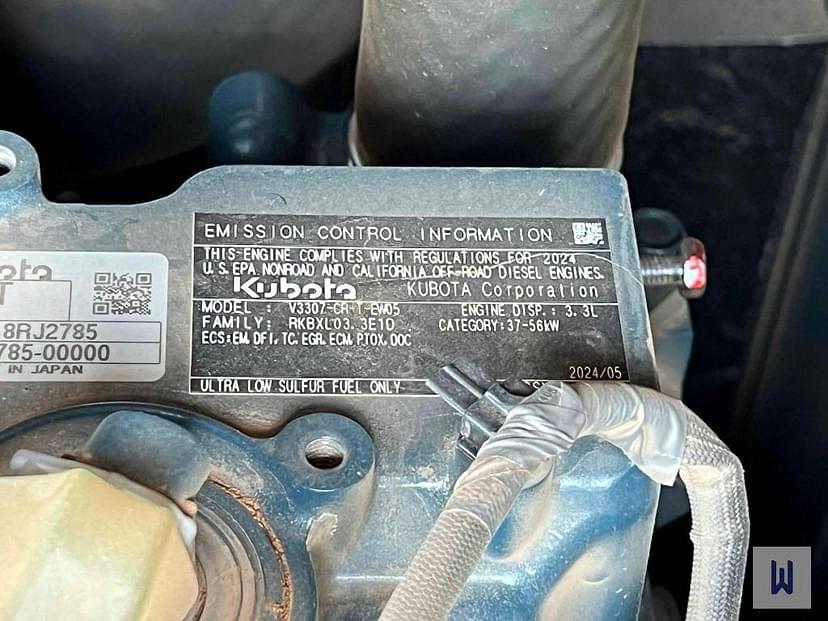 EMISSION CONTROL INFORMATION
THIS ENGINE COMPLIES WITH REGULATIONS FOR 2024
U.S. EPA NONROAD AND CALIFORNIA OFF-ROAD DIESEL ENGINES.
Kubota KUBOTA Corporation
MODEL : V3307-CR-T-EW05 ENGINE DISP.: 3.3L
FAMILY: RKBXL03.3E1D CATEGORY:37-56kW
ECS:EM, DFI, TC, EGR, ECM, PTOX, DOC
2024/05
ULTRA LOW SULFUR FUEL ONLY
8RJ2785
785-00000
IN JAPAN
W